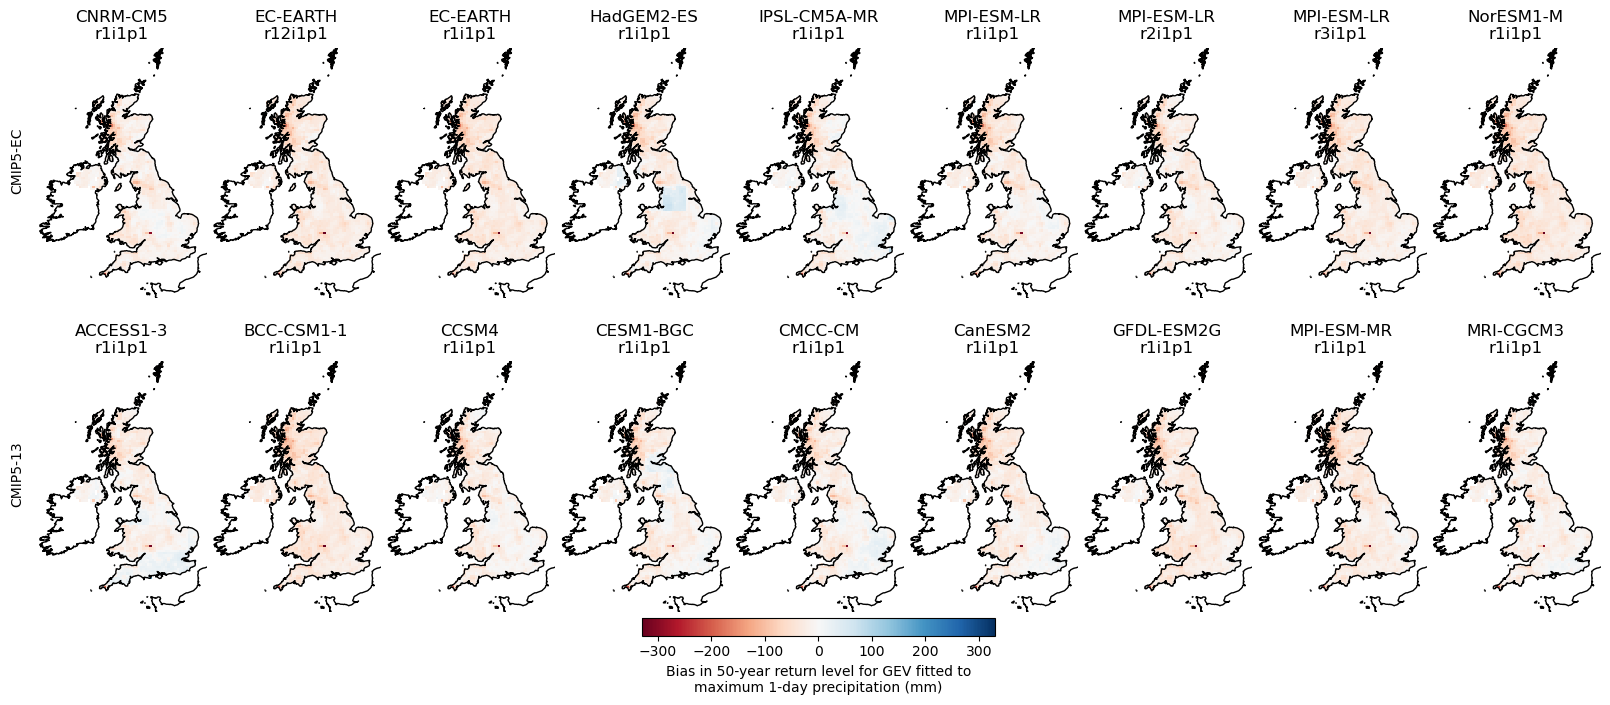 CNRM-CM5
r1i1p1
EC-EARTH
r12i1p1
EC-EARTH
r1i1p1
HadGEM2-ES
r1i1p1
IPSL-CM5A-MR
r1i1p1
MPI-ESM-LR
r1i1p1
MPI-ESM-LR
r2i1p1
MPI-ESM-LR
r3i1p1
NorESM1-M
r1i1p1
CMIP5-EC
ACCESS1-3
r1i1p1
BCC-CSM1-1
r1i1p1
CCSM4
r1i1p1
CESM1-BGC
r1i1p1
CMCC-CM
r1i1p1
CanESM2
r1i1p1
GFDL-ESM2G
r1i1p1
MPI-ESM-MR
r1i1p1
MRI-CGCM3
r1i1p1
CMIP5-13
−300 −200 −100 0 100 200 300
Bias in 50-year return level for GEV fitted to
maximum 1-day precipitation (mm)